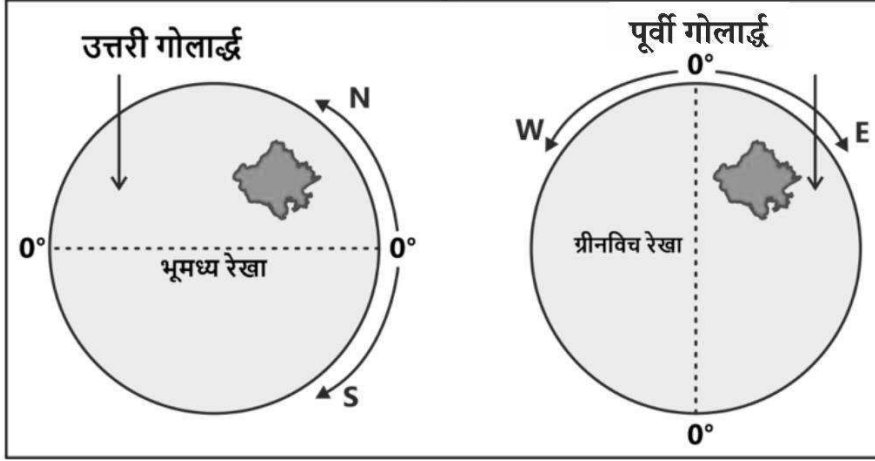 उत्तरी गोलार्द्ध
N
0°
0°
भूमध्य रेखा
S
पूर्वी गोलार्द्ध
0°
W
E
ग्रीनविच रेखा
0°